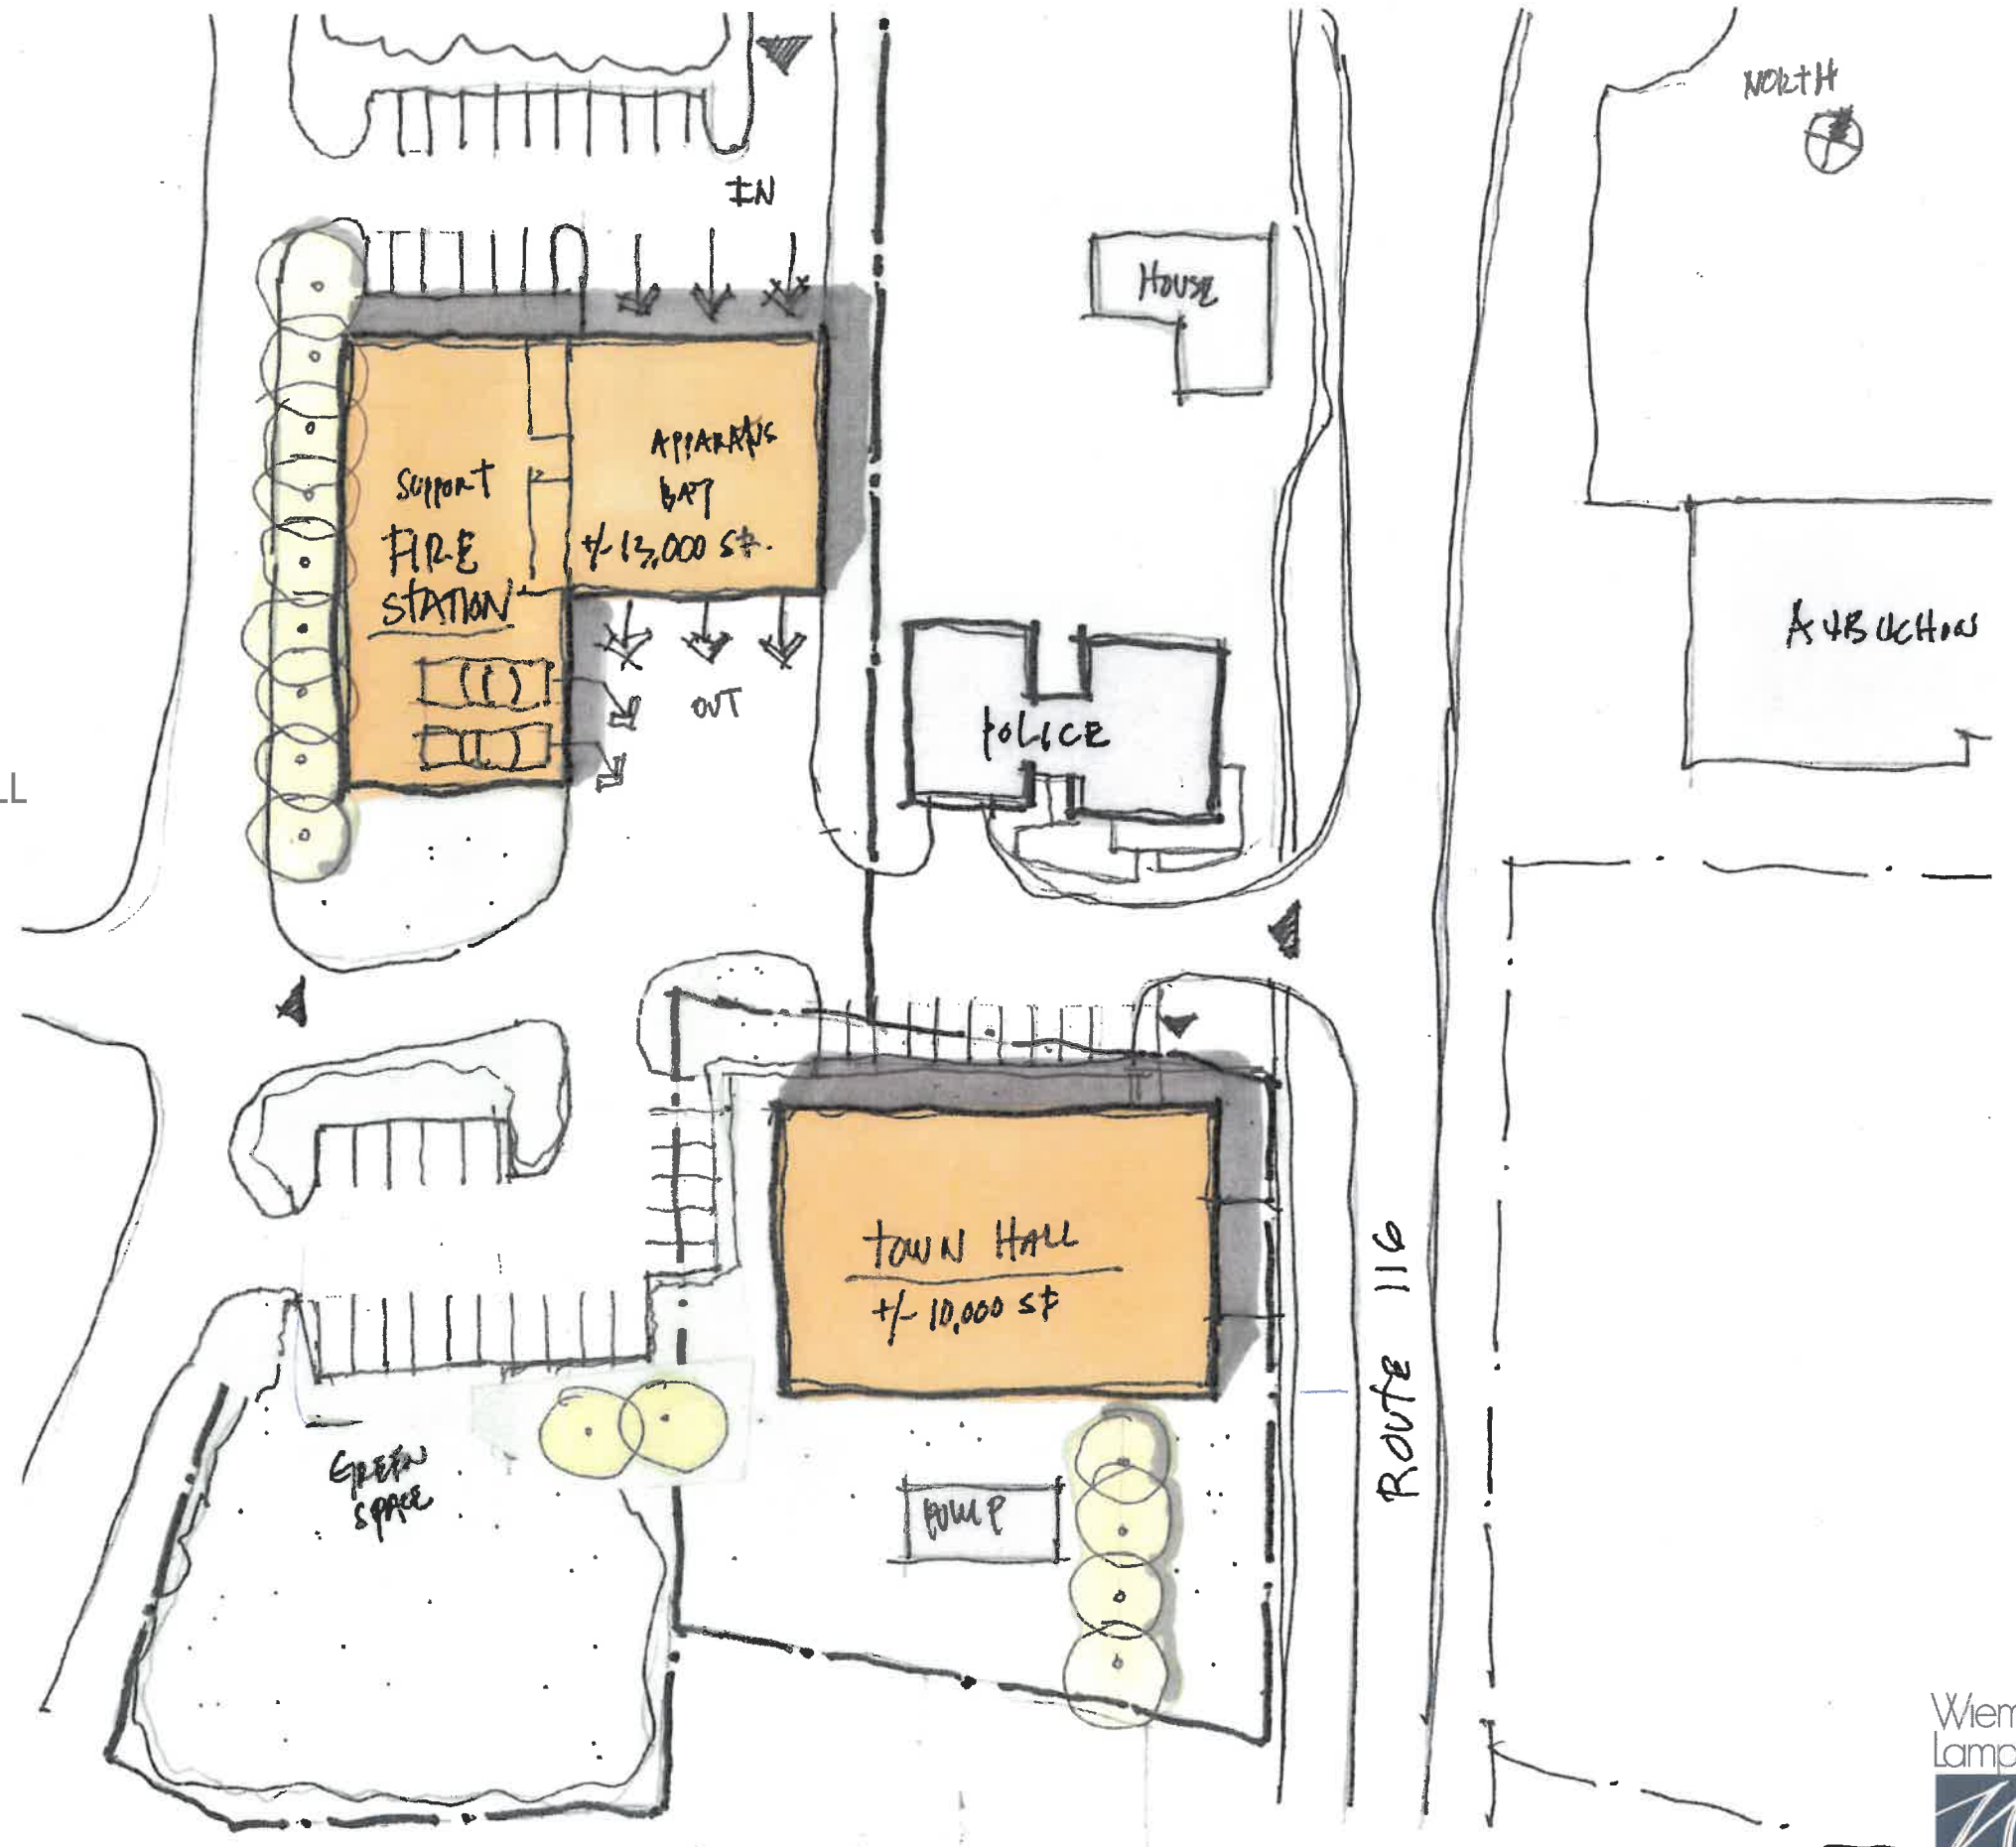 NORTH
IN
HOUSE
APPARATUS
BAY
+/- 13,000 SF.
SUPPORT
FIRE
STATION
OUT
POLICE
AUBUCHON
LL
TOWN HALL
+/- 10,000 SF
ROUTE 116
GREEN
SPACE
PUMP
Wiem
Lamp